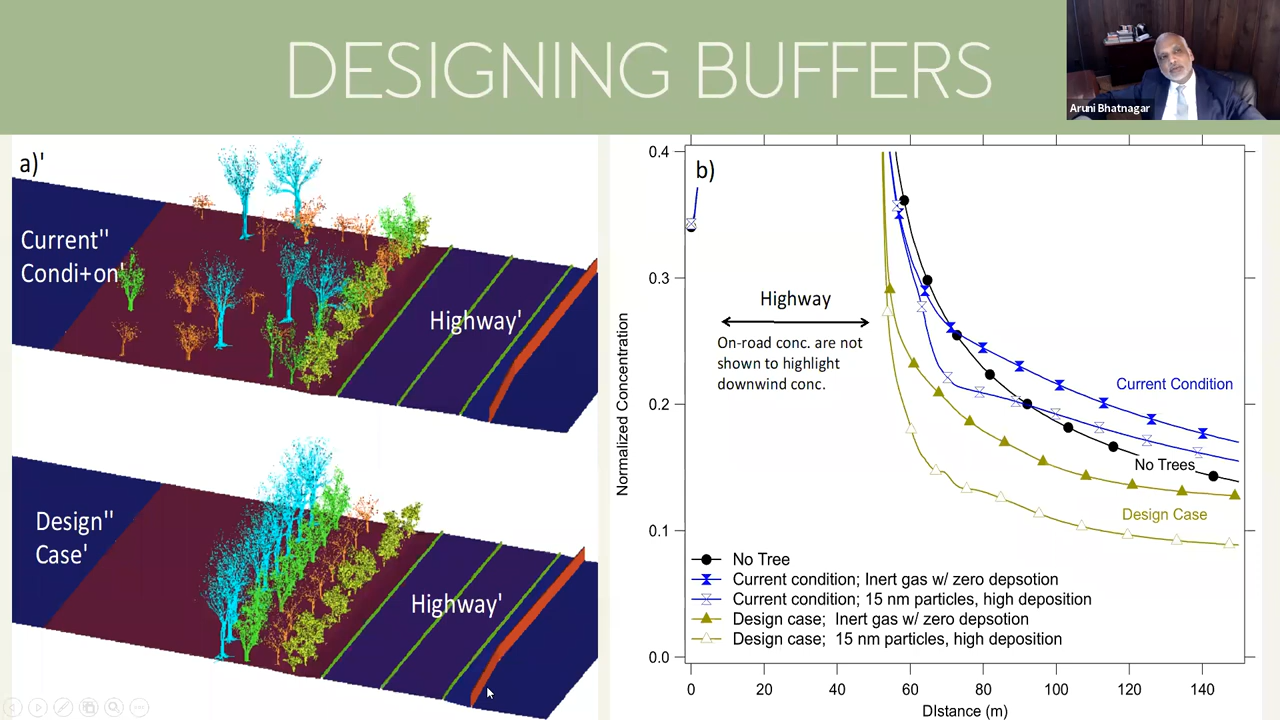 DESIGNING BUFFERS
Aruni Bhatnagar
a)'
Current''
Condi+on'
Highway'
Design''
Case'
Highway'
b)
0.4
0.3
0.2
0.1
0.0
Normalized Concentration
Highway
On-road conc. are not
shown to highlight
downwind conc.
Current Condition
No Trees
Design Case
No Tree
Current condition; Inert gas w/ zero depsotion
Current condition; 15 nm particles, high deposition
Design case; Inert gas w/ zero depsotion
Design case; 15 nm particles, high deposition
0 20 40 60 80 100 120 140
DIstance (m)